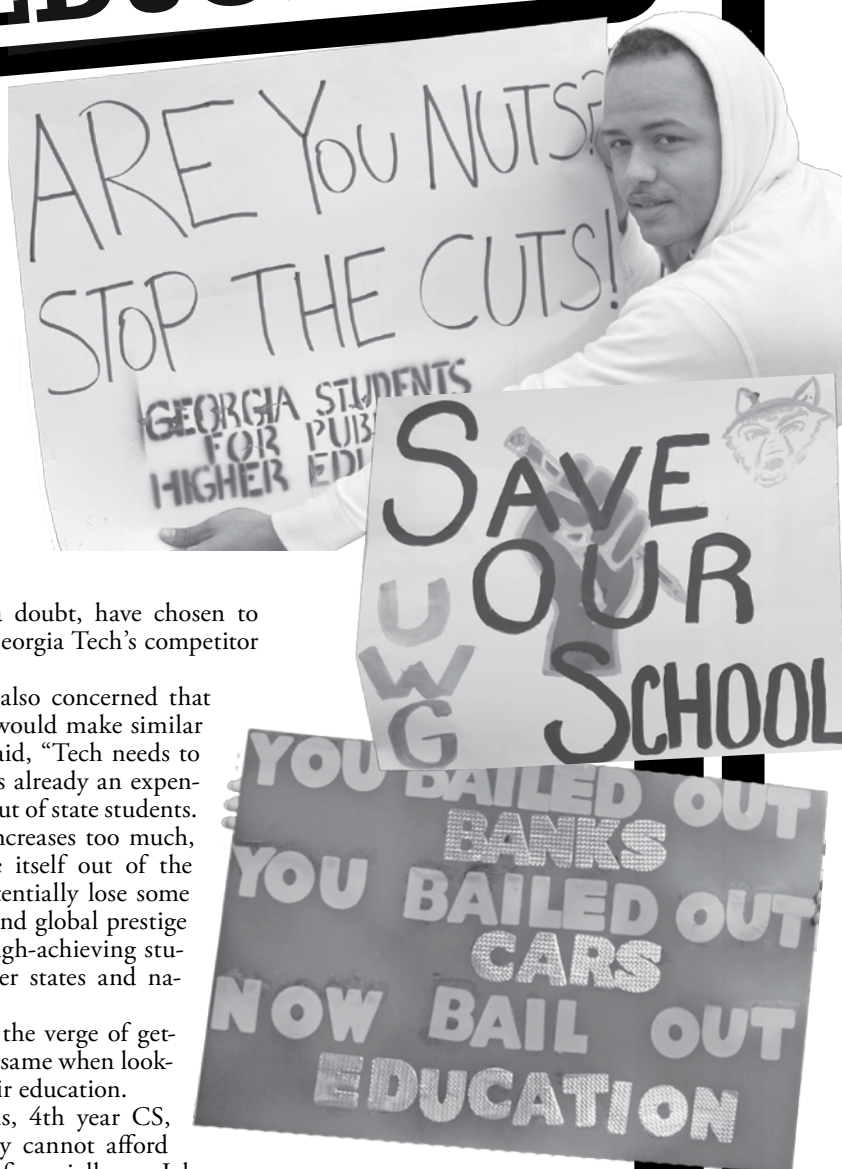 ARE YOU NUTS?
STOP THE CUTS!
GEORGIA STUDENTS
FOR PUB
HIGHER EDU
SAVE
OUR
SCHOOL
U
W
G
doubt, have chosen to
eorgia Tech's competitor
also concerned that
would make similar
aid, "Tech needs to
s already an expen-
ut of state students.
ncreases too much,
e itself out of the
tentially lose some
nd global prestige
gh-achieving stu-
er states and na-
the verge of get-
same when look-
ir education.
s, 4th year CS,
y cannot afford
YOU BAILED OUT
BANKS
YOU BAILED OUT
CARS
NOW BAIL OUT
EDUCATION